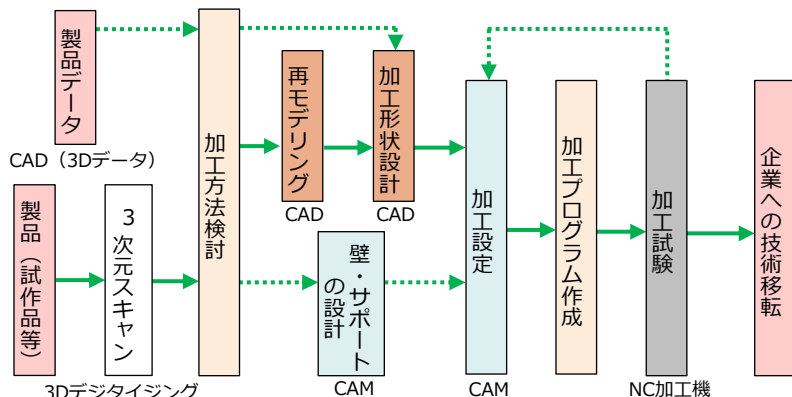 製品データ
CAD（3Dデータ）
製品（試作品等）
３次元スキャン
3Dデジタイジング
加工方法検討
再モデリング
CAD
加工形状設計
CAD
壁・サポート
の設計
CAM
加工設定
CAM
加工プログラム作成
加工試験
NC加工機
企業への技術移転